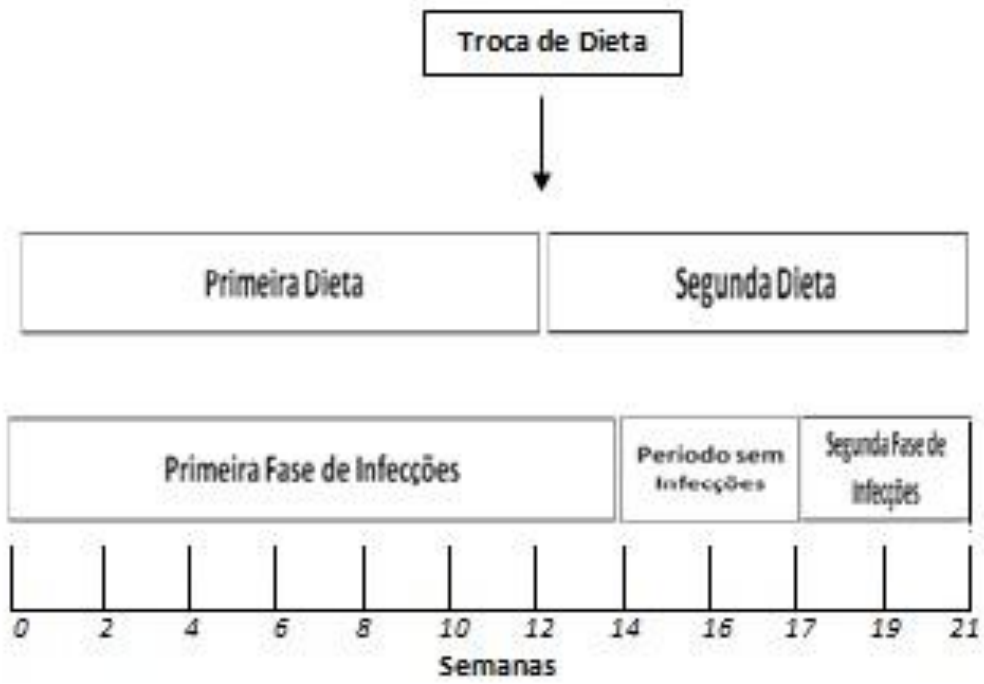 Troca de Dieta
Primeira Dieta
Segunda Dieta
Primeira Fase de Infecções
Periodo sem
Infecções
Segunda Fase de
Infecções
0 2 4 6 8 10 12 14 16 17 19 21
Semanas